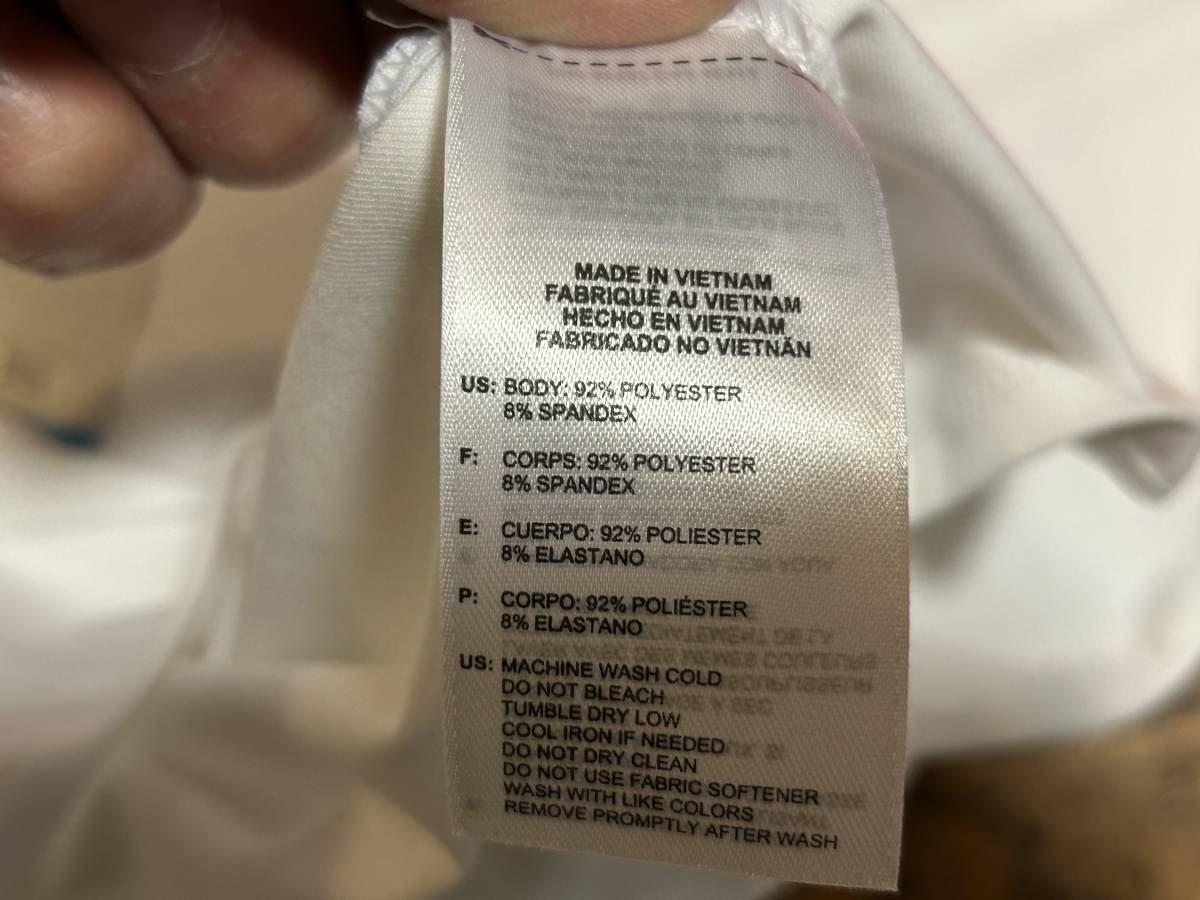 MADE IN VIETNAM
FABRIQUÉ AU VIETNAM
HECHO EN VIETNAM
FABRICADO NO VIETNÃN
US: BODY: 92% POLYESTER
8% SPANDEX
F: CORPS: 92% POLYESTER
8% SPANDEX
E: CUERPO: 92% POLIESTER
8% ELASTANO
P: CORPO: 92% POLIÉSTER
8% ELASTANO
US: MACHINE WASH COLD
DO NOT BLEACH
TUMBLE DRY LOW
COOL IRON IF NEEDED
DO NOT DRY CLEAN
DO NOT USE FABRIC SOFTENER
WASH WITH LIKE COLORS
REMOVE PROMPTLY AFTER WASH